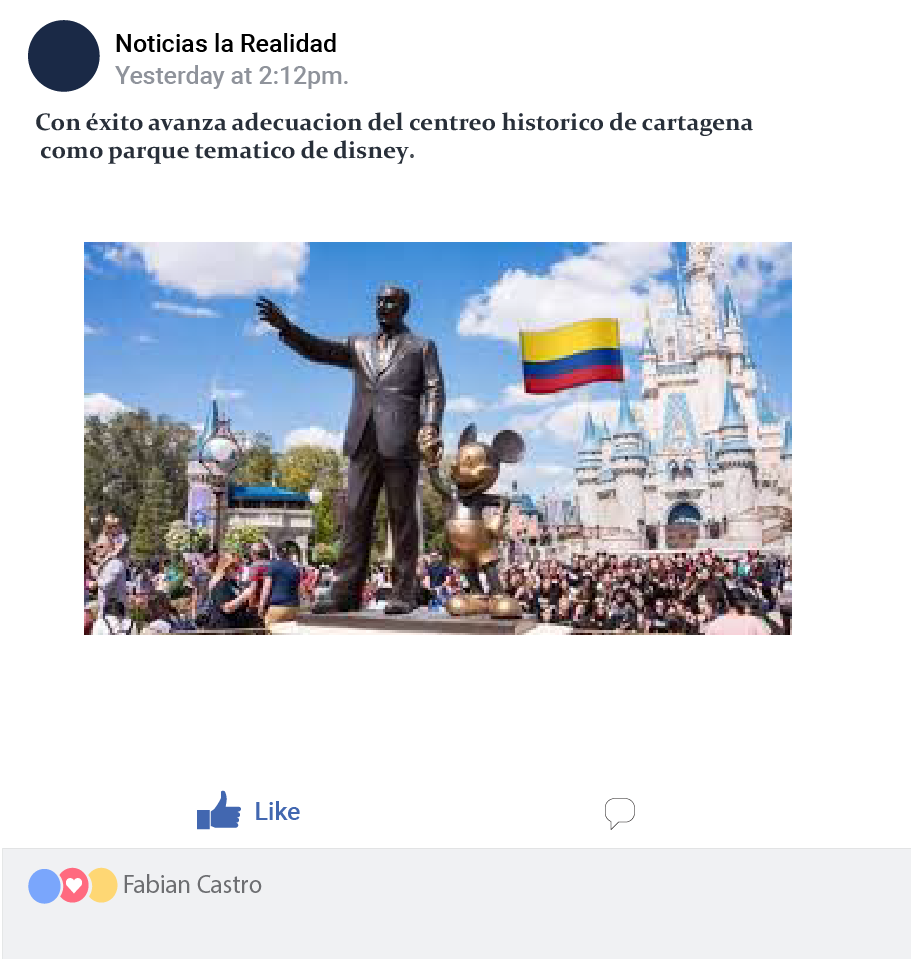 Noticias la Realidad
Yesterday at 2:12pm.
Con éxito avanza adecuacion del centreo historico de cartagena
como parque tematico de disney.
Like
Fabian Castro